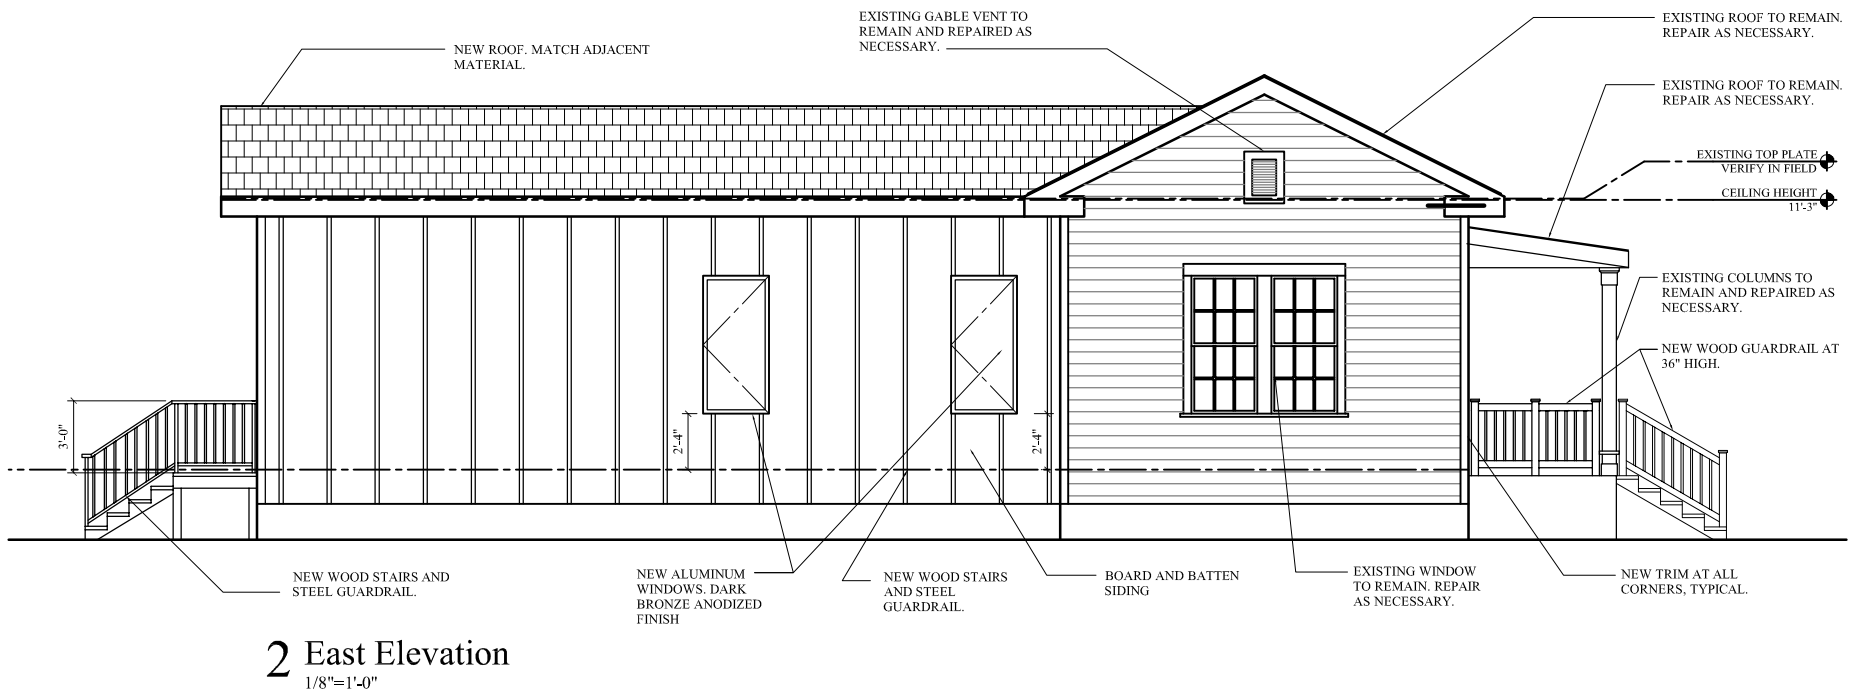 EXISTING GABLE VENT TO
REMAIN AND REPAIRED AS
NECESSARY.
EXISTING ROOF TO REMAIN.
REPAIR AS NECESSARY.
NEW ROOF. MATCH ADJACENT
MATERIAL.
EXISTING ROOF TO REMAIN.
REPAIR AS NECESSARY.
EXISTING TOP PLATE
VERIFY IN FIELD
CEILING HEIGHT
11'-3"
EXISTING COLUMNS TO
REMAIN AND REPAIRED AS
NECESSARY.
NEW WOOD GUARDRAIL AT
36" HIGH.
3'-0"
2'-4"
2'-4"
NEW WOOD STAIRS AND
STEEL GUARDRAIL.
NEW ALUMINUM
WINDOWS. DARK
BRONZE ANODIZED
FINISH
NEW WOOD STAIRS
AND STEEL
GUARDRAIL.
BOARD AND BATTEN
SIDING
EXISTING WINDOW
TO REMAIN. REPAIR
AS NECESSARY.
NEW TRIM AT ALL
CORNERS, TYPICAL.
2 East Elevation
1/8"=1'-0"